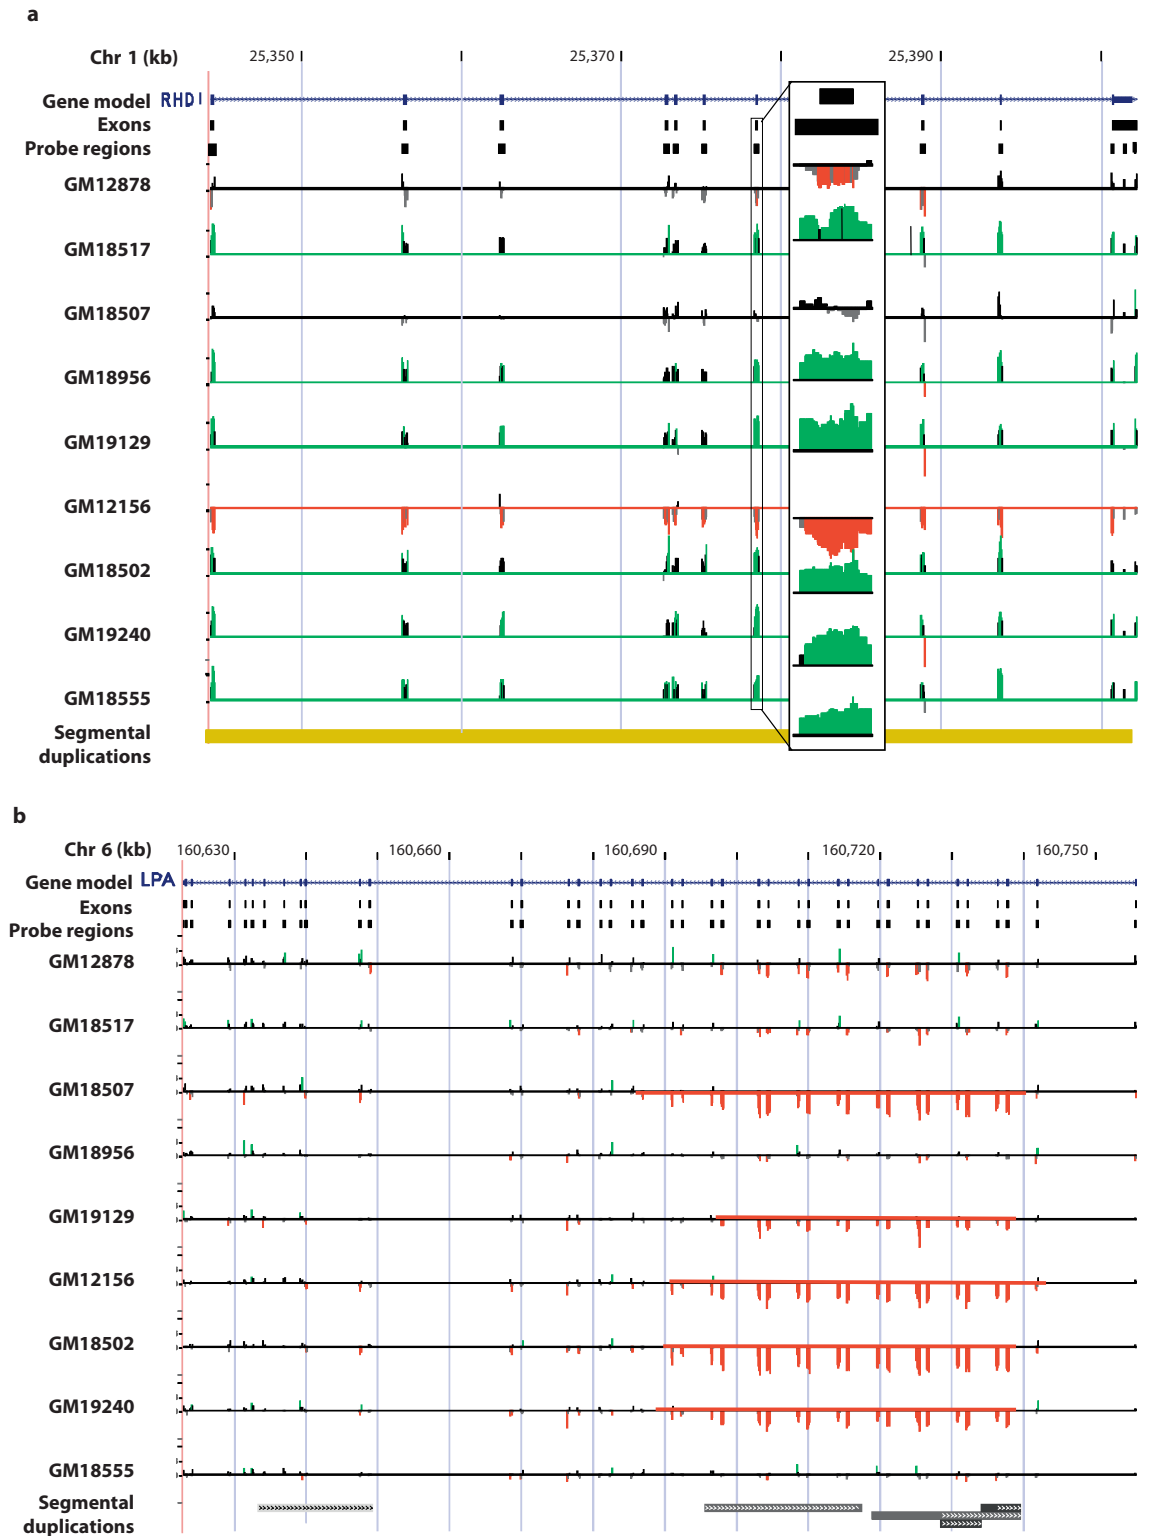 a
Chr 1 (kb) 25,350 25,370 25,390
Gene model RHD
Exons
Probe regions
GM12878
GM18517
GM18507
GM18956
GM19129
GM12156
GM18502
GM19240
GM18555
Segmental
duplications
b
Chr 6 (kb) 160,630 160,660 160,690 160,720 160,750
Gene model LPA
Exons
Probe regions
GM12878
GM18517
GM18507
GM18956
GM19129
GM12156
GM18502
GM19240
GM18555
Segmental
duplications